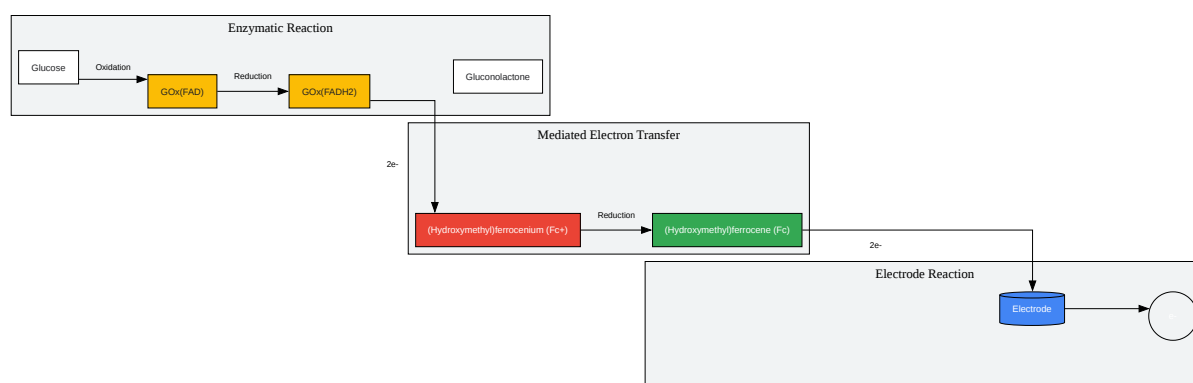 Enzymatic Reaction
Glucose
Oxidation
GOx(FAD)
Reduction
GOx(FADH2)
Gluconolactone
Mediated Electron Transfer
2e-
(Hydroxymethyl)ferrocenium (Fc+)
Reduction
(Hydroxymethyl)ferrocene (Fc)
2e-
Electrode Reaction
Electrode